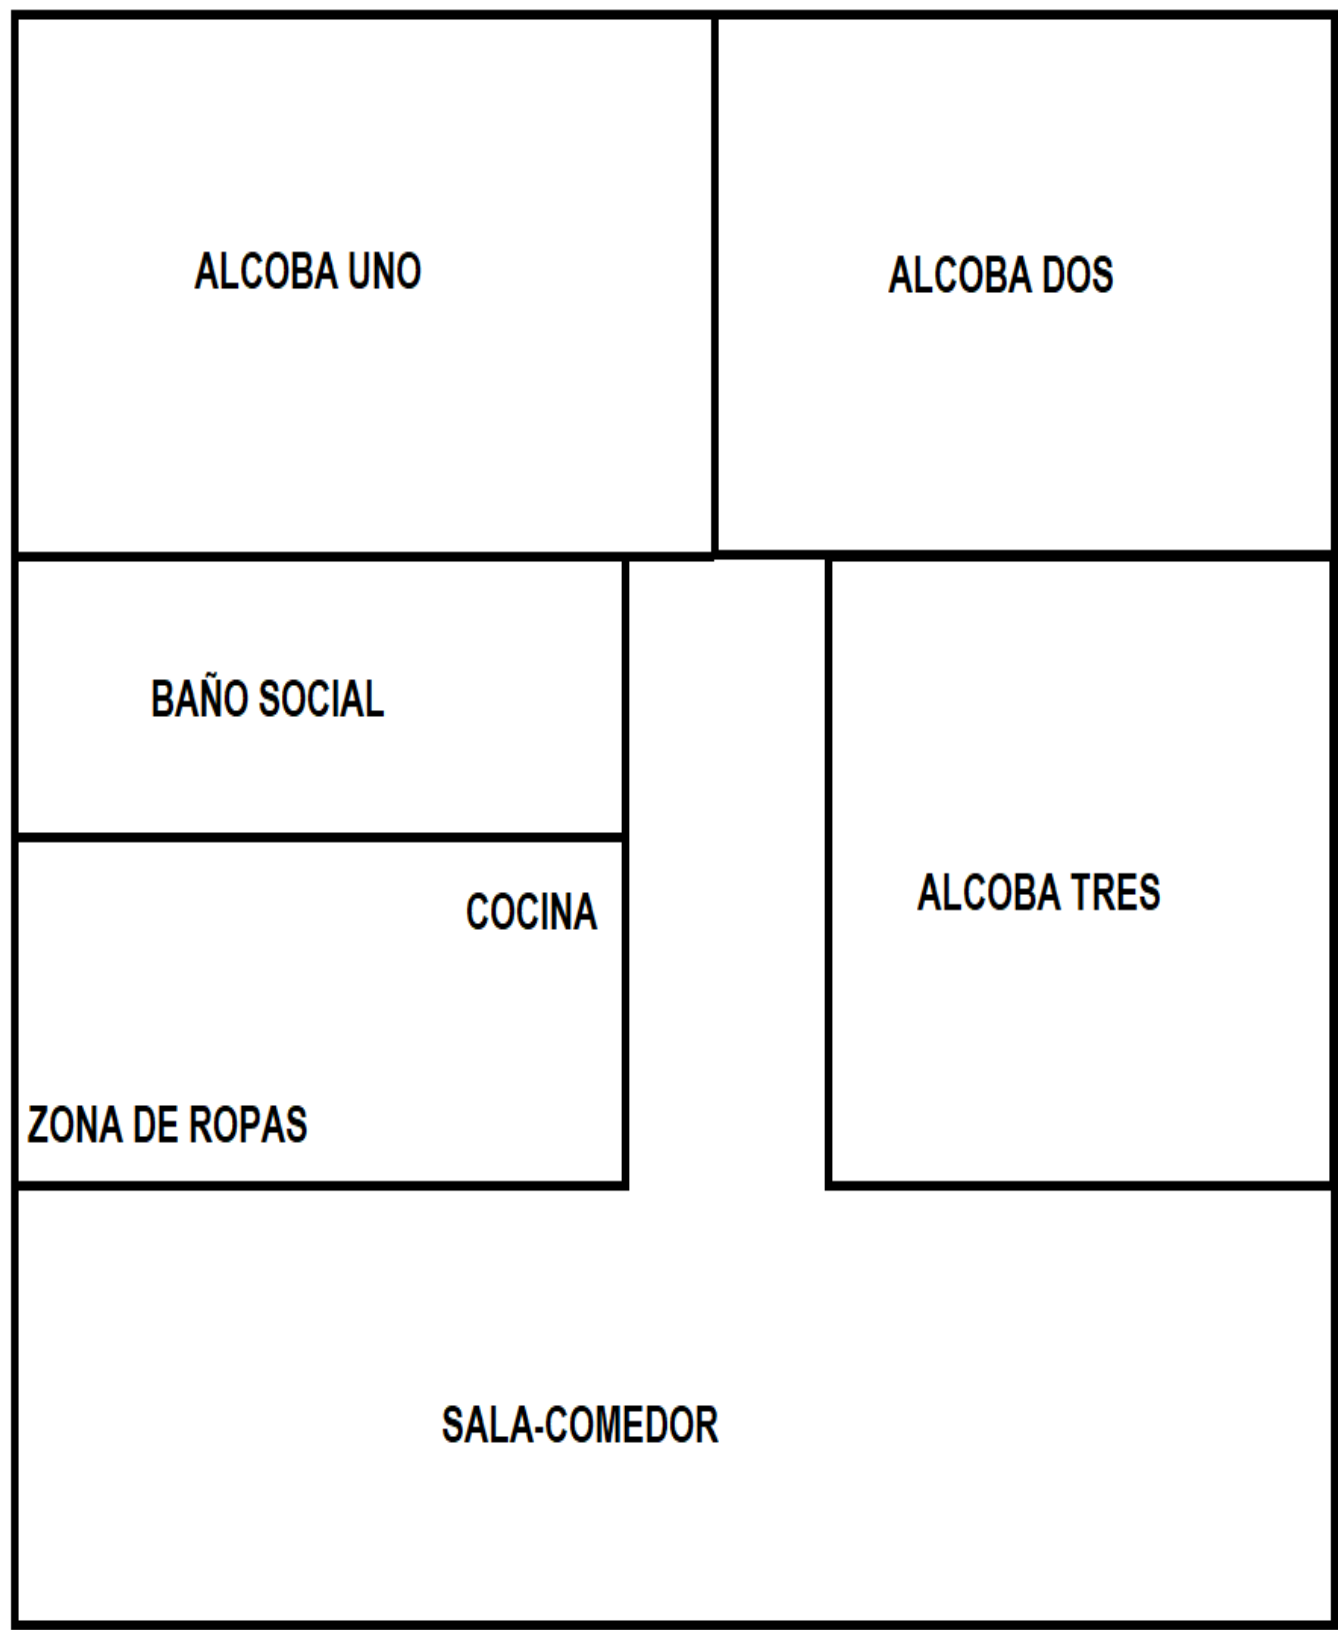 ALCOBA UNO
ALCOBA DOS
BAÑO SOCIAL
COCINA
ALCOBA TRES
ZONA DE ROPAS
SALA-COMEDOR